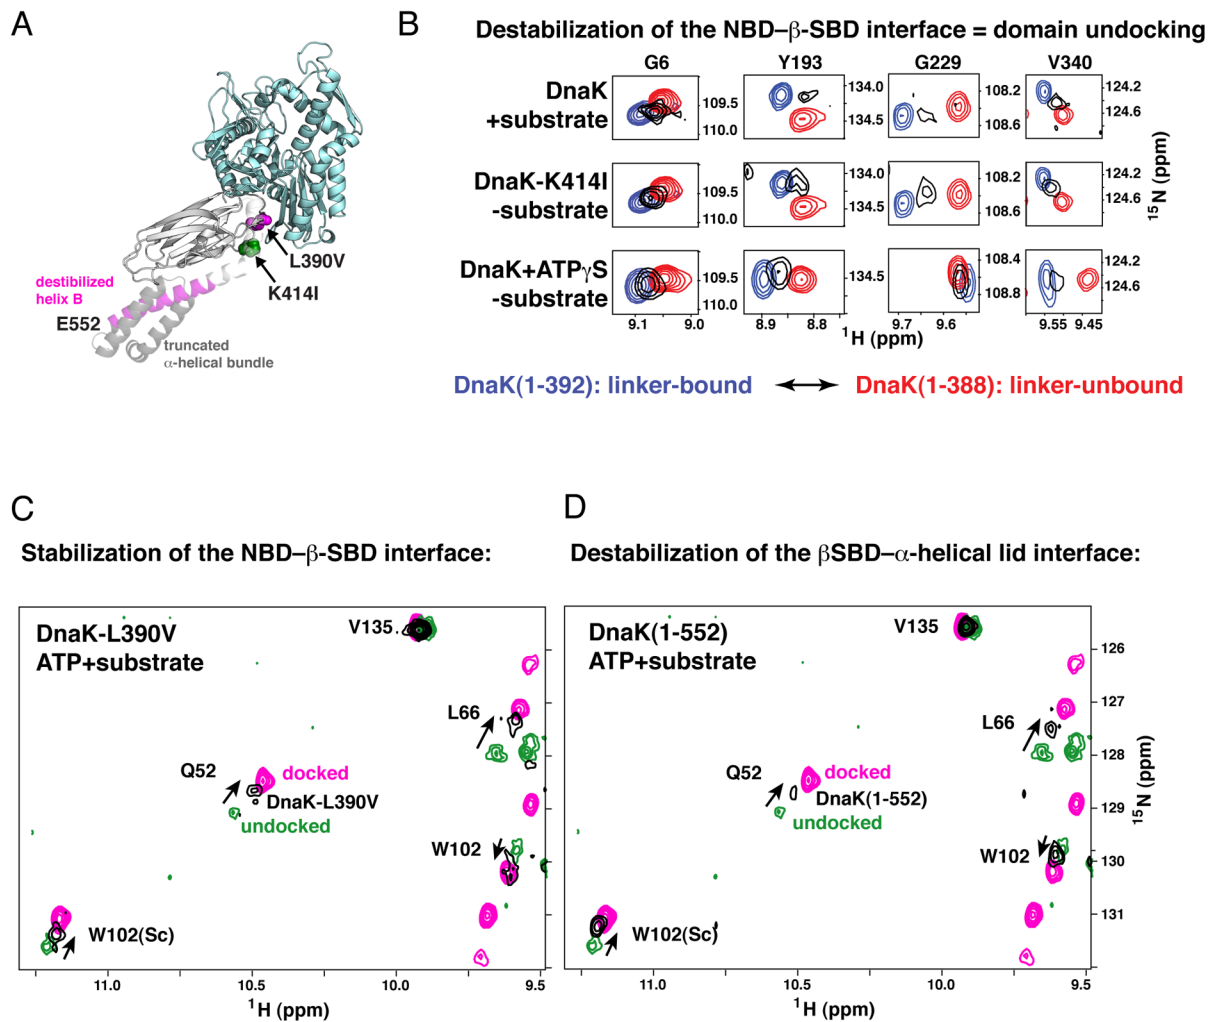 A
L390V
K414I
destibilized
helix B
E552
truncated
α-helical bundle
B
Destabilization of the NBD–β-SBD interface = domain undocking
G6 Y193 G229 V340
DnaK
+substrate
109.5
110.0
134.0
134.5
108.2
108.6
124.2
124.6
DnaK-K414I
-substrate
109.5
110.0
134.0
134.5
108.2
108.6
124.2
124.6
DnaK+ATPγS
-substrate
109.5
110.0
134.5
108.4
108.8
124.2
124.6
9.1 9.0 8.9 8.8 9.7 9.6 9.55 9.45
¹H (ppm)
¹⁵N (ppm)
DnaK(1-392): linker-bound DnaK(1-388): linker-unbound
C
Stabilization of the NBD–β-SBD interface:
DnaK-L390V
ATP+substrate
V135
L66
Q52
docked
DnaK-L390V
undocked
W102
W102(Sc)
11.0 10.5 10.0 9.5
¹H (ppm)
D
Destabilization of the βSBD–α-helical lid interface:
DnaK(1-552)
ATP+substrate
V135
L66
Q52
docked
DnaK(1-552)
undocked
W102
W102(Sc)
126
127
128
129
130
131
¹⁵N (ppm)
11.0 10.5 10.0 9.5
¹H (ppm)